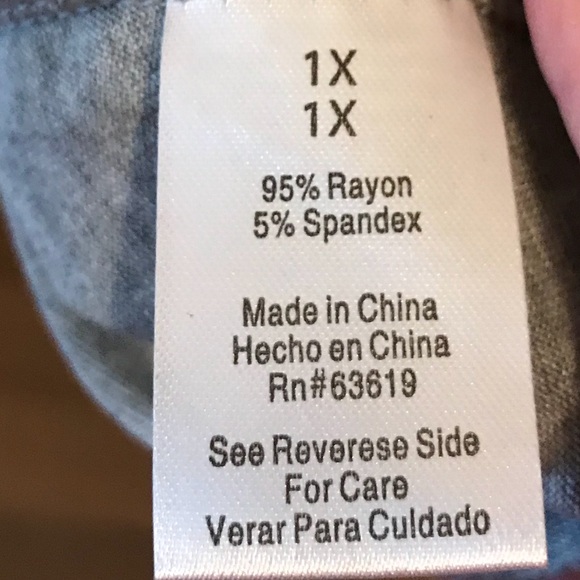 1X
1X
95% Rayon
5% Spandex
Made in China
Hecho en China
Rn#63619
See Reverese Side
For Care
Verar Para Culdado